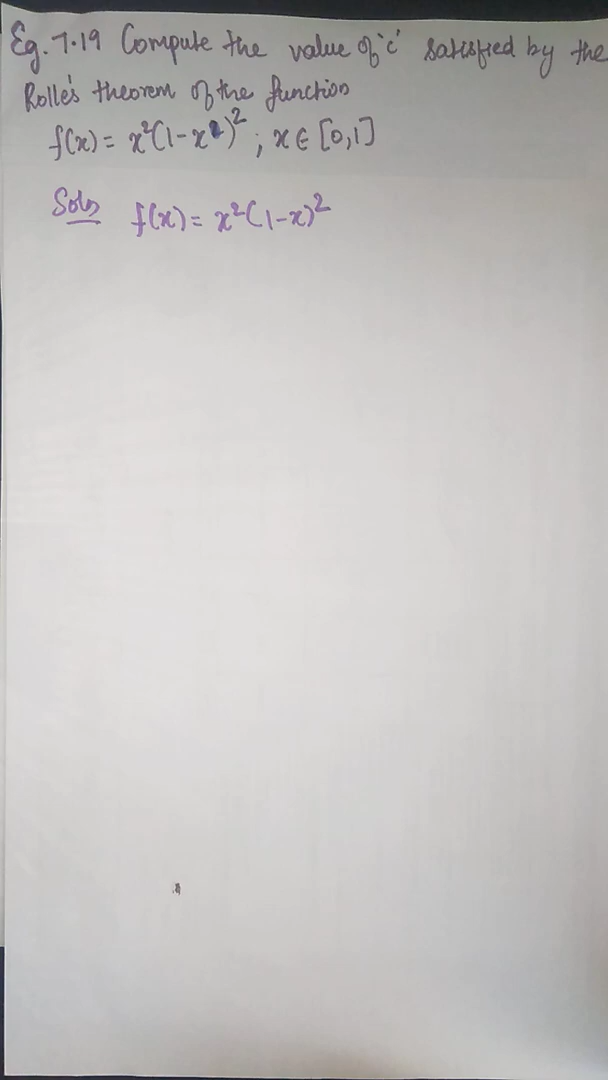 Eg. 7.19 Compute the value of 'c' satisfied by the
Rolle's theorem of the function
f(x) = x²(1-x)² ; x ∈ [0,1]
Soln f(x) = x²(1-x)²